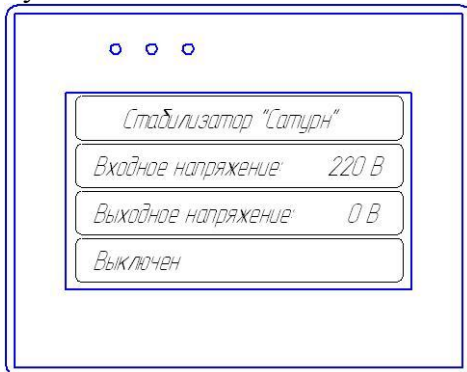 Стабилизатор "Сатурн"
Входное напряжение: 220 В
Выходное напряжение: 0 В
Выключен